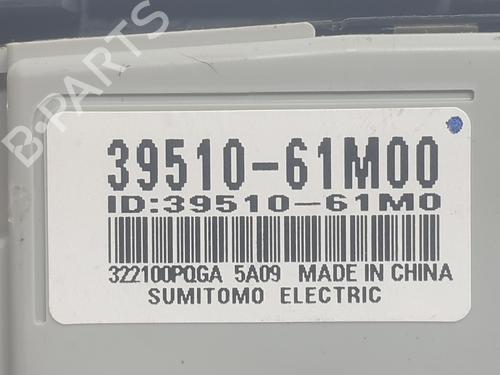 B-PARTS
39510-61M00
ID:39510-61M0
322100PQGA 5A09 MADE IN CHINA
SUMITOMO ELECTRIC